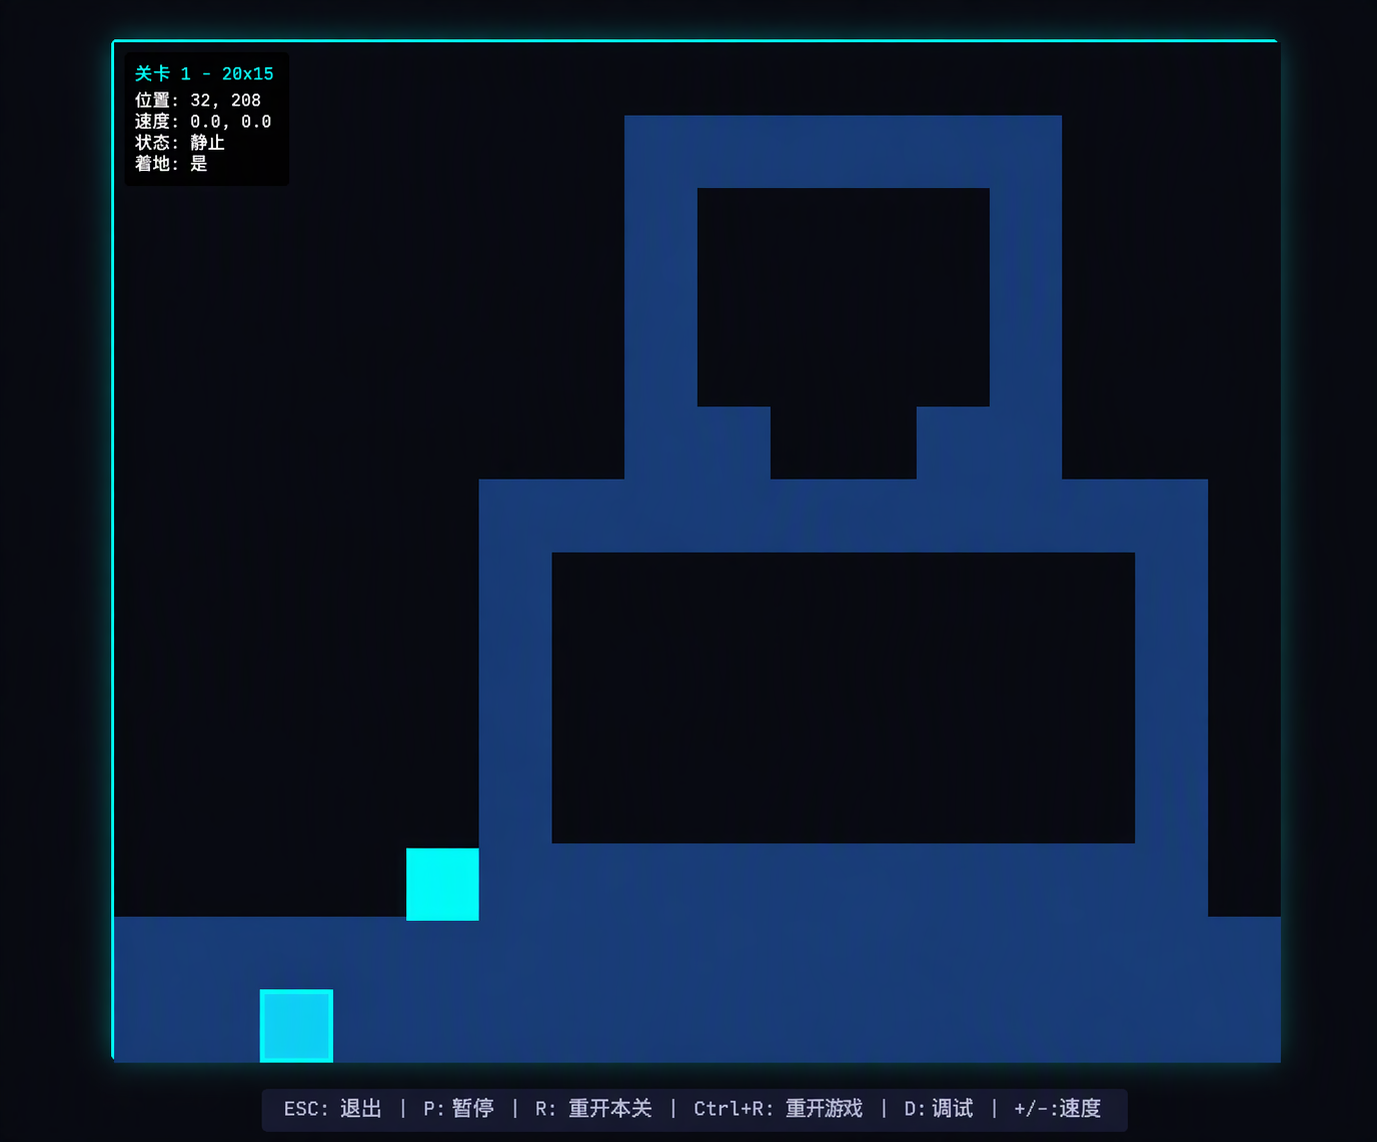 关卡 1 - 20x15
位置: 32, 208
速度: 0.0, 0.0
状态: 静止
着地: 是
ESC: 退出 | P: 暂停 | R: 重开本关 | Ctrl+R: 重开游戏 | D: 调试 | +/-:速度